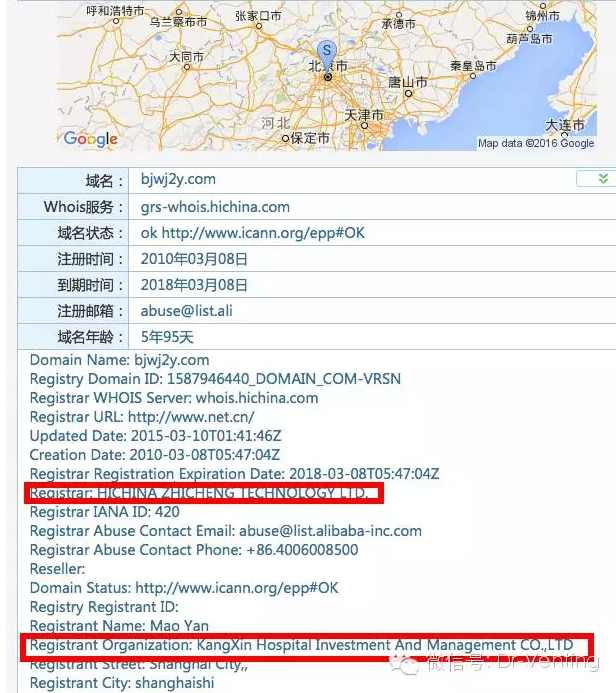 呼和浩特市
乌兰察布市
张家口市
承德市
锦州市
葫芦岛市
大同市
S
北京市
秦皇岛市
唐山市
天津市
河北
保定市
大连市
Google
Map data ©2016 Google
域名： bjwj2y.com
Whois服务： grs-whois.hichina.com
域名状态： ok http://www.icann.org/epp#OK
注册时间： 2010年03月08日
到期时间： 2018年03月08日
注册邮箱： abuse@list.ali
域名年龄： 5年95天
Domain Name: bjwj2y.com
Registry Domain ID: 1587946440_DOMAIN_COM-VRSN
Registrar WHOIS Server: whois.hichina.com
Registrar URL: http://www.net.cn/
Updated Date: 2015-03-10T01:41:46Z
Creation Date: 2010-03-08T05:47:04Z
Registrar Registration Expiration Date: 2018-03-08T05:47:04Z
Registrar: HICHINA ZHICHENG TECHNOLOGY LTD.
Registrar IANA ID: 420
Registrar Abuse Contact Email: abuse@list.alibaba-inc.com
Registrar Abuse Contact Phone: +86.4006008500
Reseller:
Domain Status: http://www.icann.org/epp#OK
Registry Registrant ID:
Registrant Name: Mao Yan
Registrant Organization: KangXin Hospital Investment And Management CO.,LTD
Registrant Street: Shanghai City,,
微信号: Dr-Yenting
Registrant City: shanghaishi